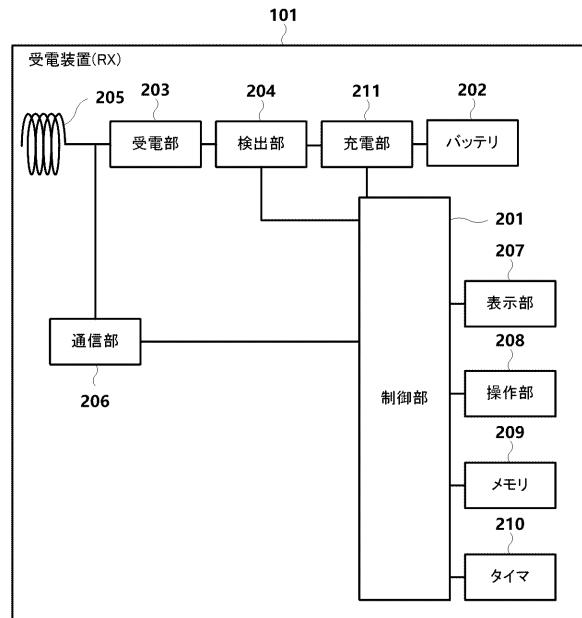 101
受電装置(RX)
205
203
204
211
202
受電部
検出部
充電部
バッテリ
201
207
表示部
通信部
206
208
制御部
操作部
209
メモリ
210
タイマ